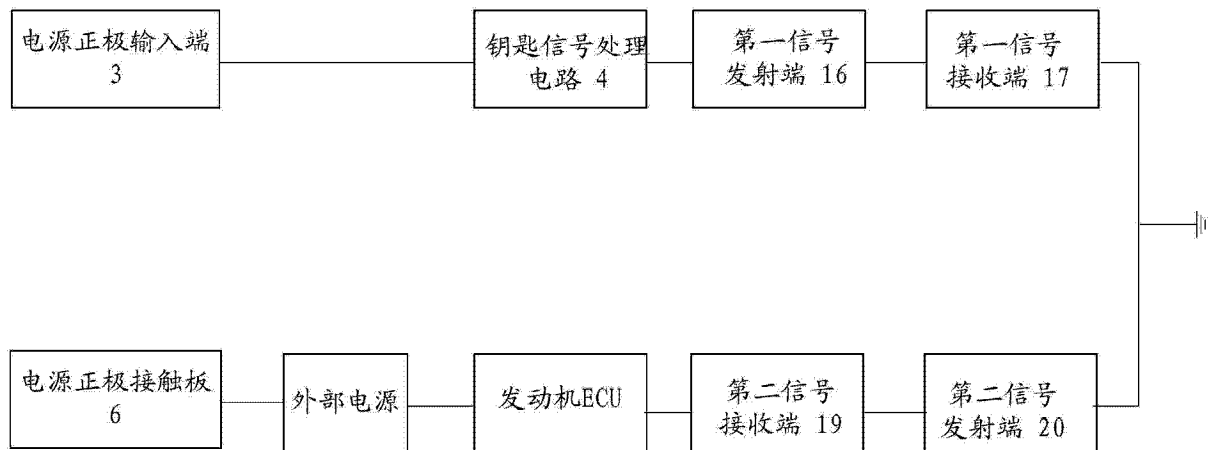 电源正极输入端
3
钥匙信号处理
电路 4
第一信号
发射端 16
第一信号
接收端 17
电源正极接触板
6
外部电源
发动机ECU
第二信号
接收端 19
第二信号
发射端 20